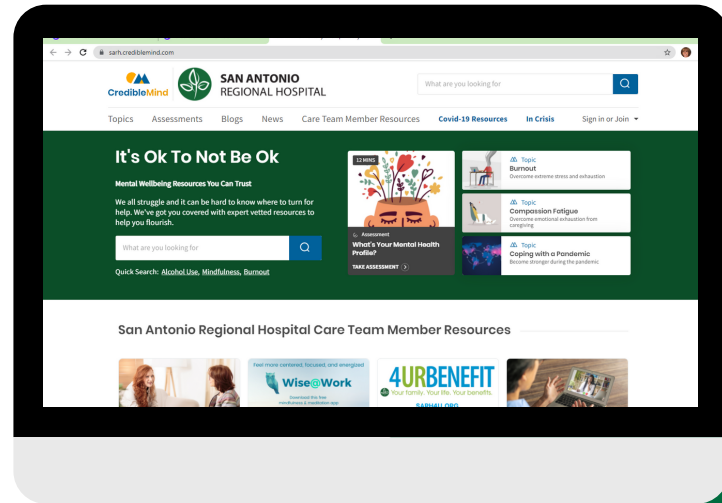 sarh.crediblemind.com
CredibleMind
SAN ANTONIO
REGIONAL HOSPITAL
What are you looking for
Topics Assessments Blogs News Care Team Member Resources Covid-19 Resources In Crisis Sign in or Join
It's Ok To Not Be Ok
Mental Wellbeing Resources You Can Trust
We all struggle and it can be hard to know where to turn for
help. We've got you covered with expert vetted resources to
help you flourish.
What are you looking for
Quick Search: Alcohol Use, Mindfulness, Burnout
12 MINS
Assessment
What's Your Mental Health
Profile?
TAKE ASSESSMENT
Topic
Burnout
Overcome extreme stress and exhaustion
Topic
Compassion Fatigue
Overcome emotional exhaustion from
caregiving
Topic
Coping with a Pandemic
Become stronger during the pandemic
San Antonio Regional Hospital Care Team Member Resources
Feel more centered, focused, and energized
Wise@Work
Download this free
mindfulness & meditation app
4URBENEFIT
Your family. Your life. Your benefits.